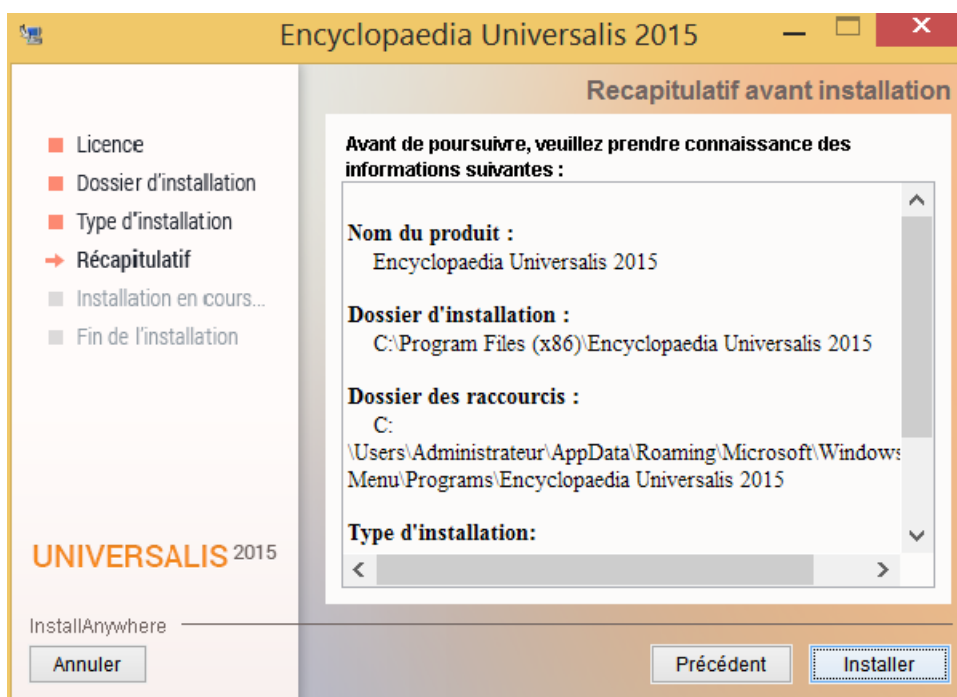 Encyclopaedia Universalis 2015
Recapitulatif avant installation
Licence
Dossier d'installation
Type d'installation
Récapitulatif
Installation en cours...
Fin de l'installation
UNIVERSALIS 2015
Avant de poursuivre, veuillez prendre connaissance des
informations suivantes :
Nom du produit :
Encyclopaedia Universalis 2015
Dossier d'installation :
C:\Program Files (x86)\Encyclopaedia Universalis 2015
Dossier des raccourcis :
C:
\Users\Administrateur\AppData\Roaming\Microsoft\Windows
Menu\Programs\Encyclopaedia Universalis 2015
Type d'installation:
InstallAnywhere
Annuler
Précédent
Installer